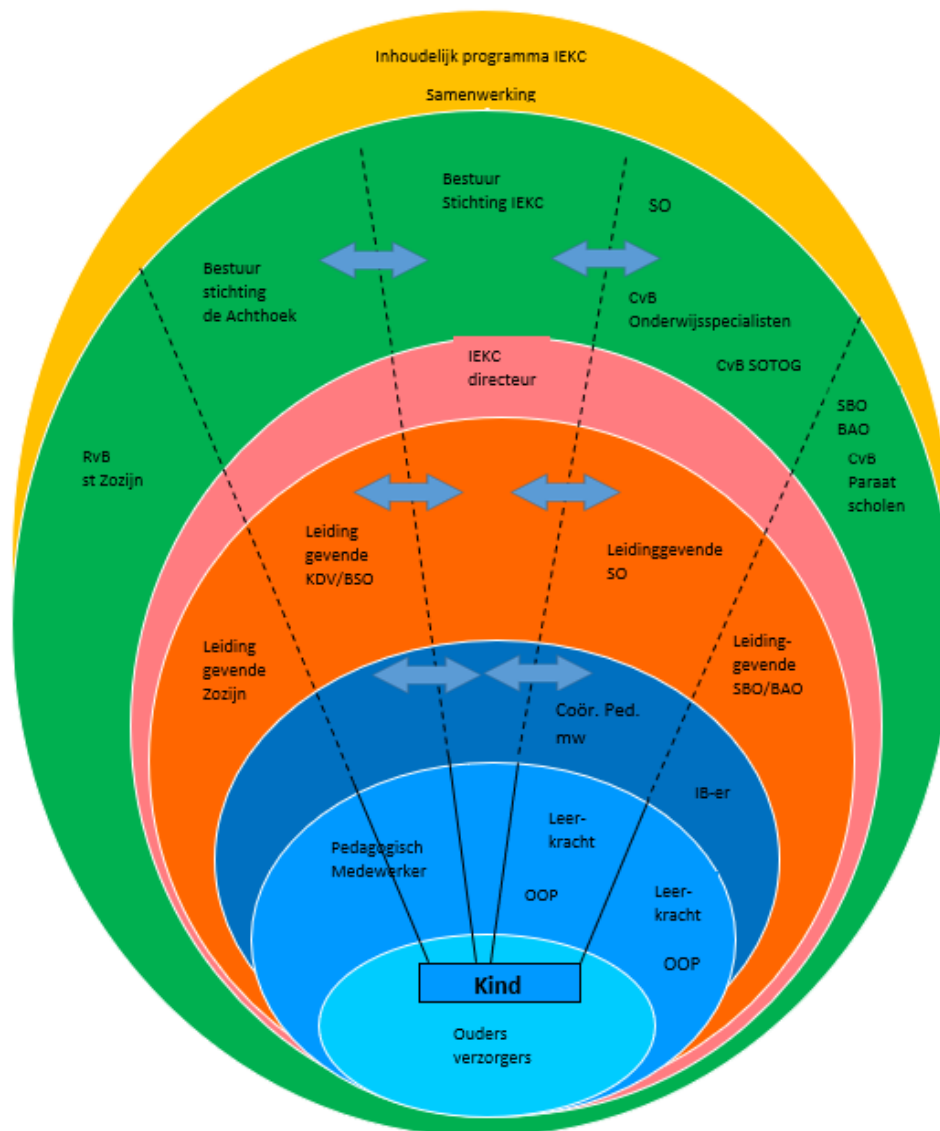 Inhoudelijk programma IEKC
Samenwerking
Bestuur
Stichting IEKC
SO
Bestuur
stichting
de Achthoek
CvB
Onderwijsspecialisten
CvB SOTOG
IEKC
directeur
SBO
BAO
CvB
Paraat
scholen
RvB
st Zozijn
Leiding
gevende
KDV/BSO
Leidinggevende
SO
Leiding
gevende
Zozijn
Leiding-
gevende
SBO/BAO
Coör. Ped.
mw
IB-er
Pedagogisch
Medewerker
Leer-
kracht
OOP
Leer-
kracht
OOP
Kind
Ouders
verzorgers